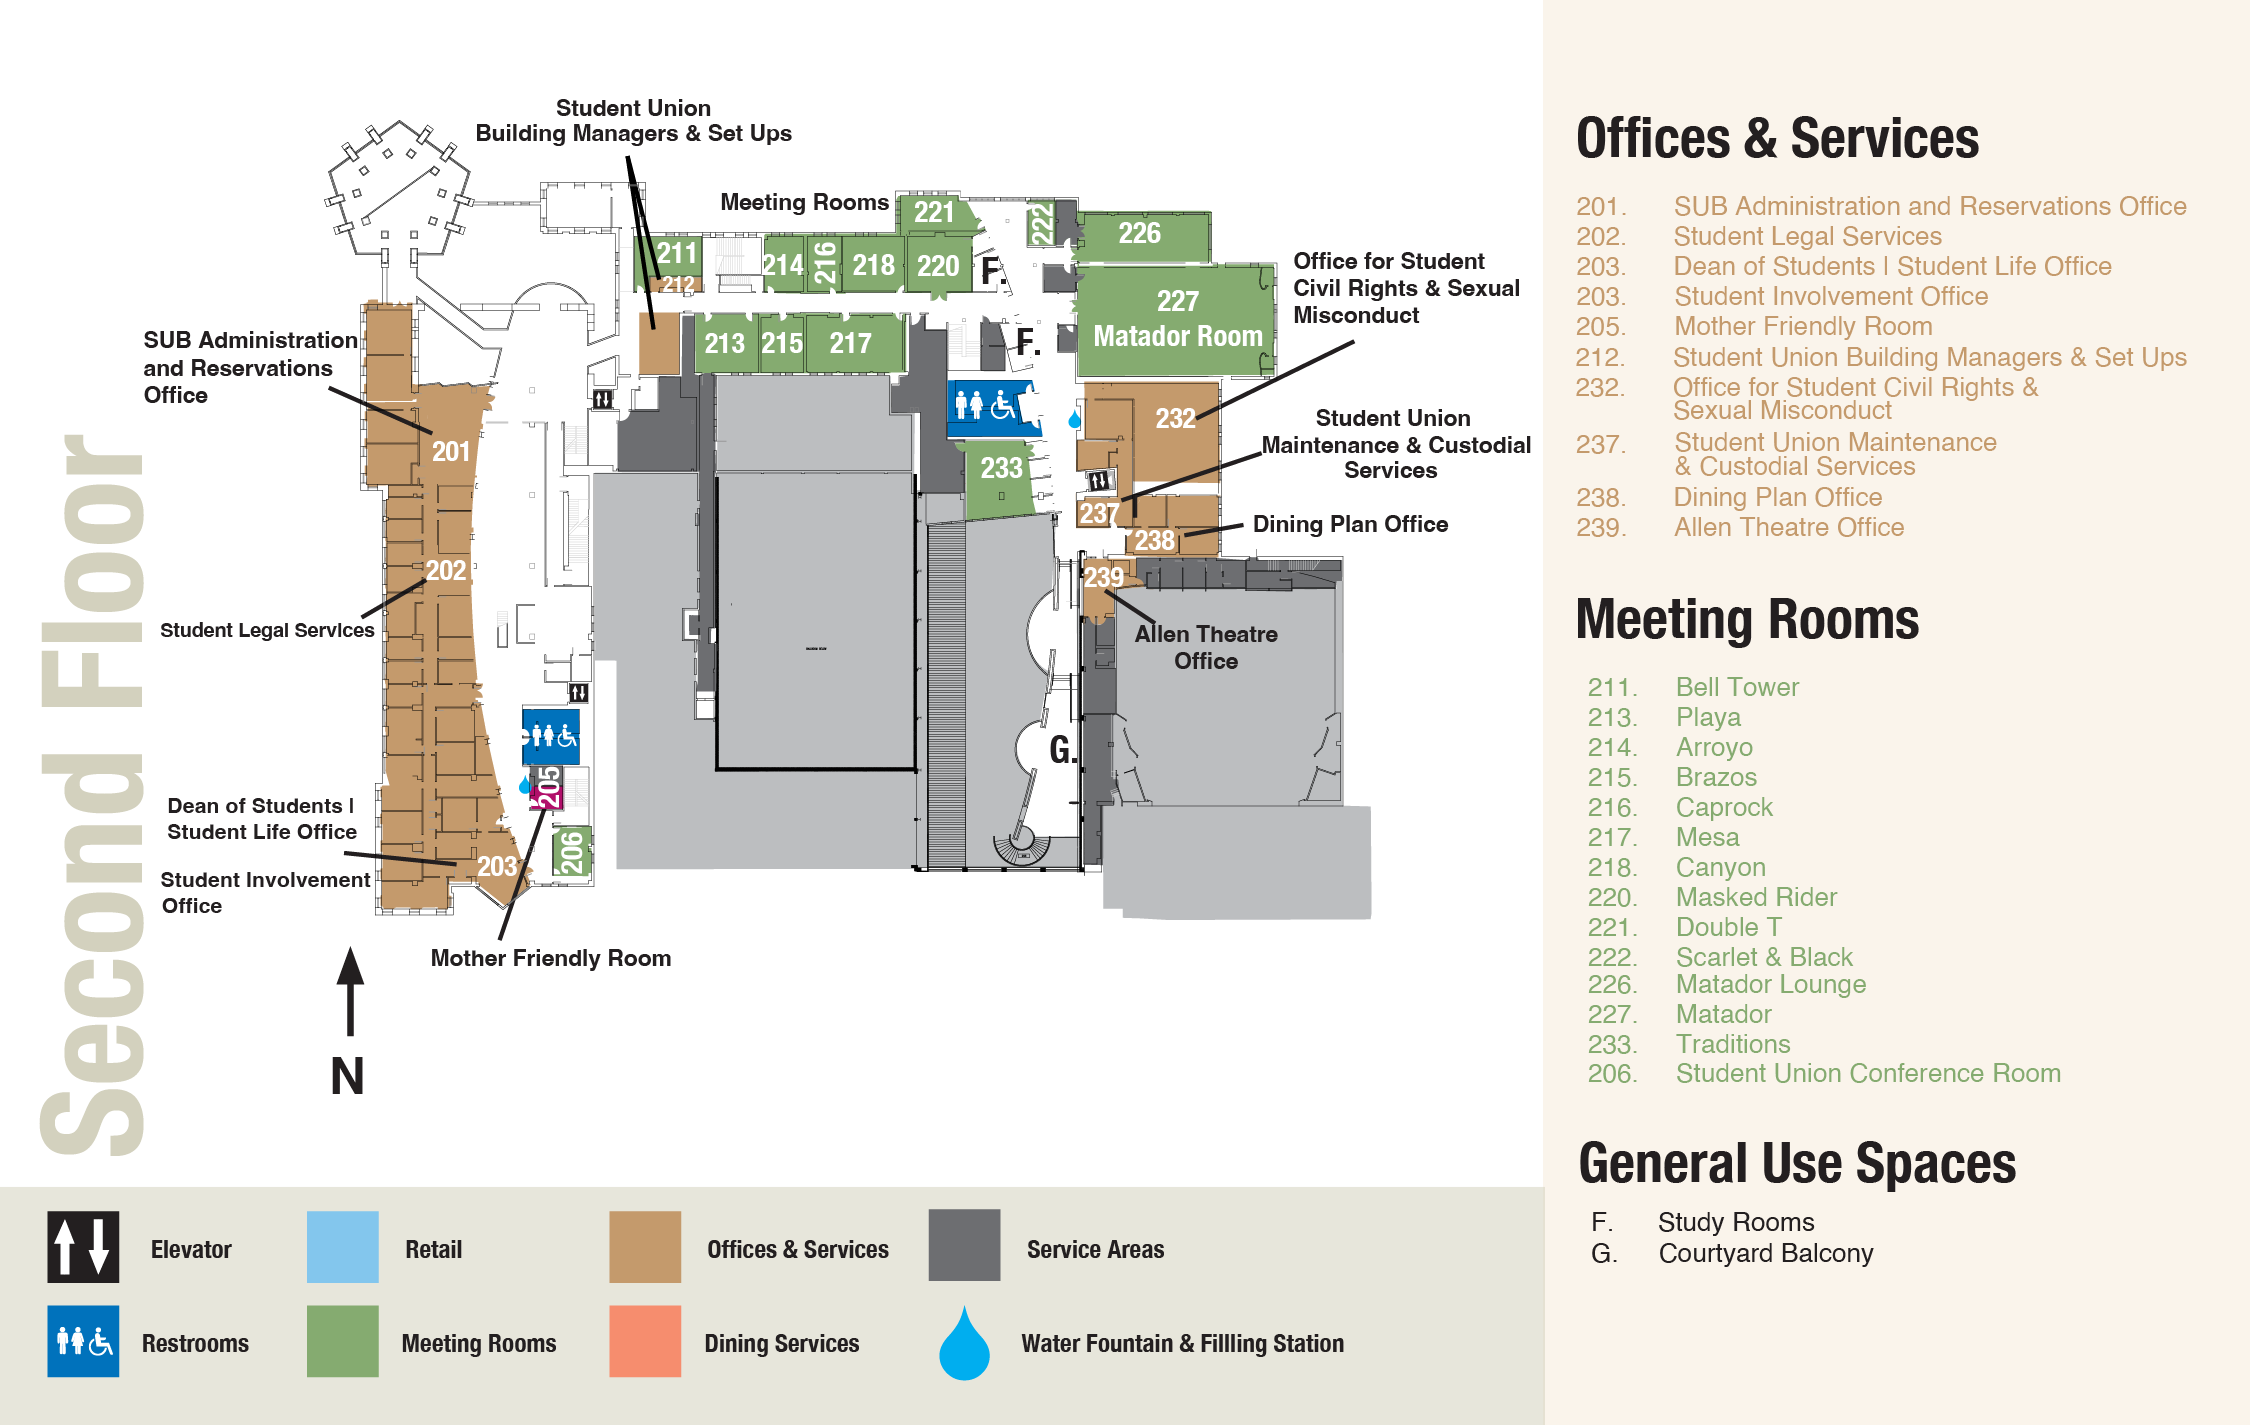 Second Floor
Student Union
Building Managers & Set Ups
Meeting Rooms
221
222
226
211
212
214
216
218
220
F.
227
Matador Room
Office for Student
Civil Rights & Sexual
Misconduct
213
215
217
F.
SUB Administration
and Reservations
Office
201
232
Student Union
Maintenance & Custodial
Services
233
237
238
Dining Plan Office
202
239
Student Legal Services
Allen Theatre
Office
G.
205
Dean of Students |
Student Life Office
206
203
Student Involvement
Office
Mother Friendly Room
N
Elevator
Retail
Offices & Services
Service Areas
Restrooms
Meeting Rooms
Dining Services
Water Fountain & Fillling Station
Offices & Services
201. SUB Administration and Reservations Office
202. Student Legal Services
203. Dean of Students | Student Life Office
203. Student Involvement Office
205. Mother Friendly Room
212. Student Union Building Managers & Set Ups
232. Office for Student Civil Rights &
Sexual Misconduct
237. Student Union Maintenance
& Custodial Services
238. Dining Plan Office
239. Allen Theatre Office
Meeting Rooms
211. Bell Tower
213. Playa
214. Arroyo
215. Brazos
216. Caprock
217. Mesa
218. Canyon
220. Masked Rider
221. Double T
222. Scarlet & Black
226. Matador Lounge
227. Matador
233. Traditions
206. Student Union Conference Room
General Use Spaces
F. Study Rooms
G. Courtyard Balcony